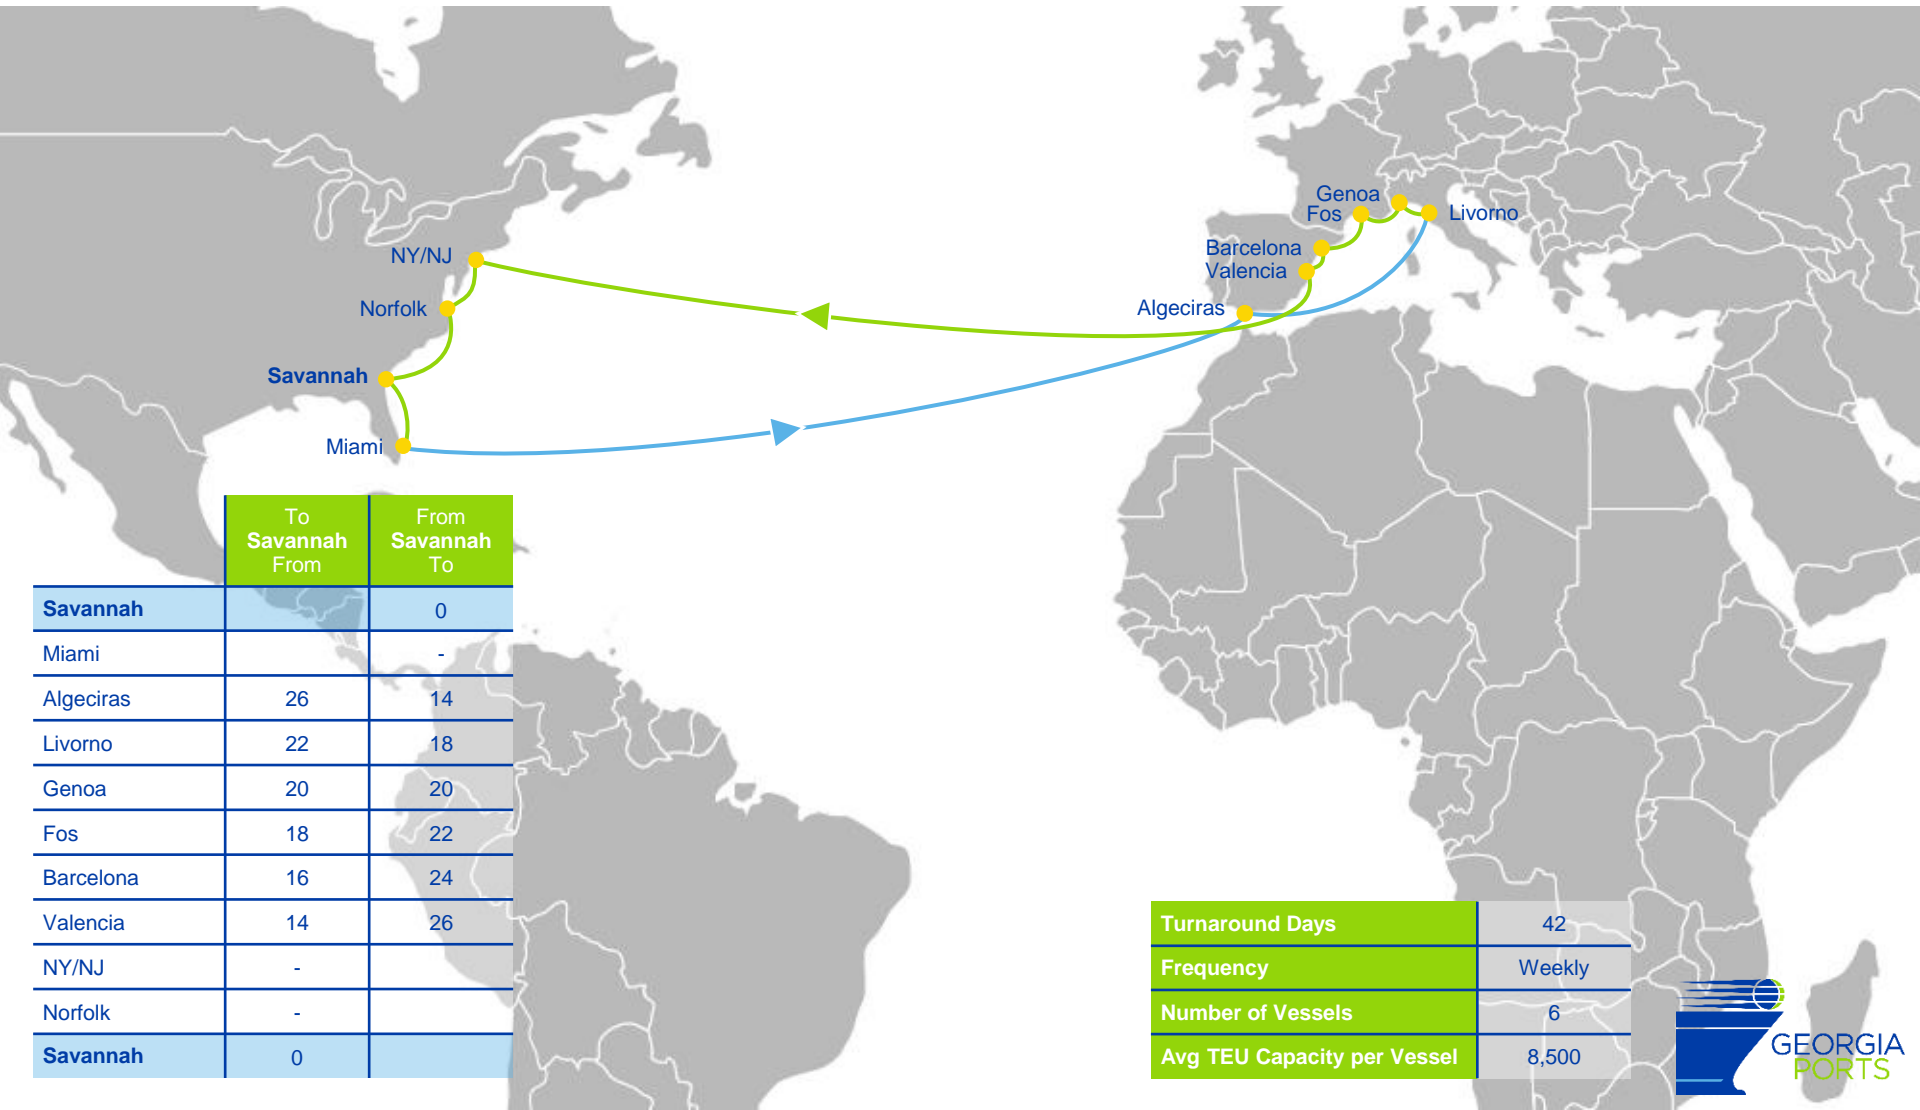 Genoa
Fos
Livorno
Barcelona
Valencia
Algeciras
NY/NJ
Norfolk
Savannah
Miami
To
Savannah
From
From
Savannah
To
Savannah 0
Miami -
Algeciras 26 14
Livorno 22 18
Genoa 20 20
Fos 18 22
Barcelona 16 24
Valencia 14 26
NY/NJ -
Norfolk -
Savannah 0
Turnaround Days 42
Frequency Weekly
Number of Vessels 6
Avg TEU Capacity per Vessel 8,500
GEORGIA
PORTS